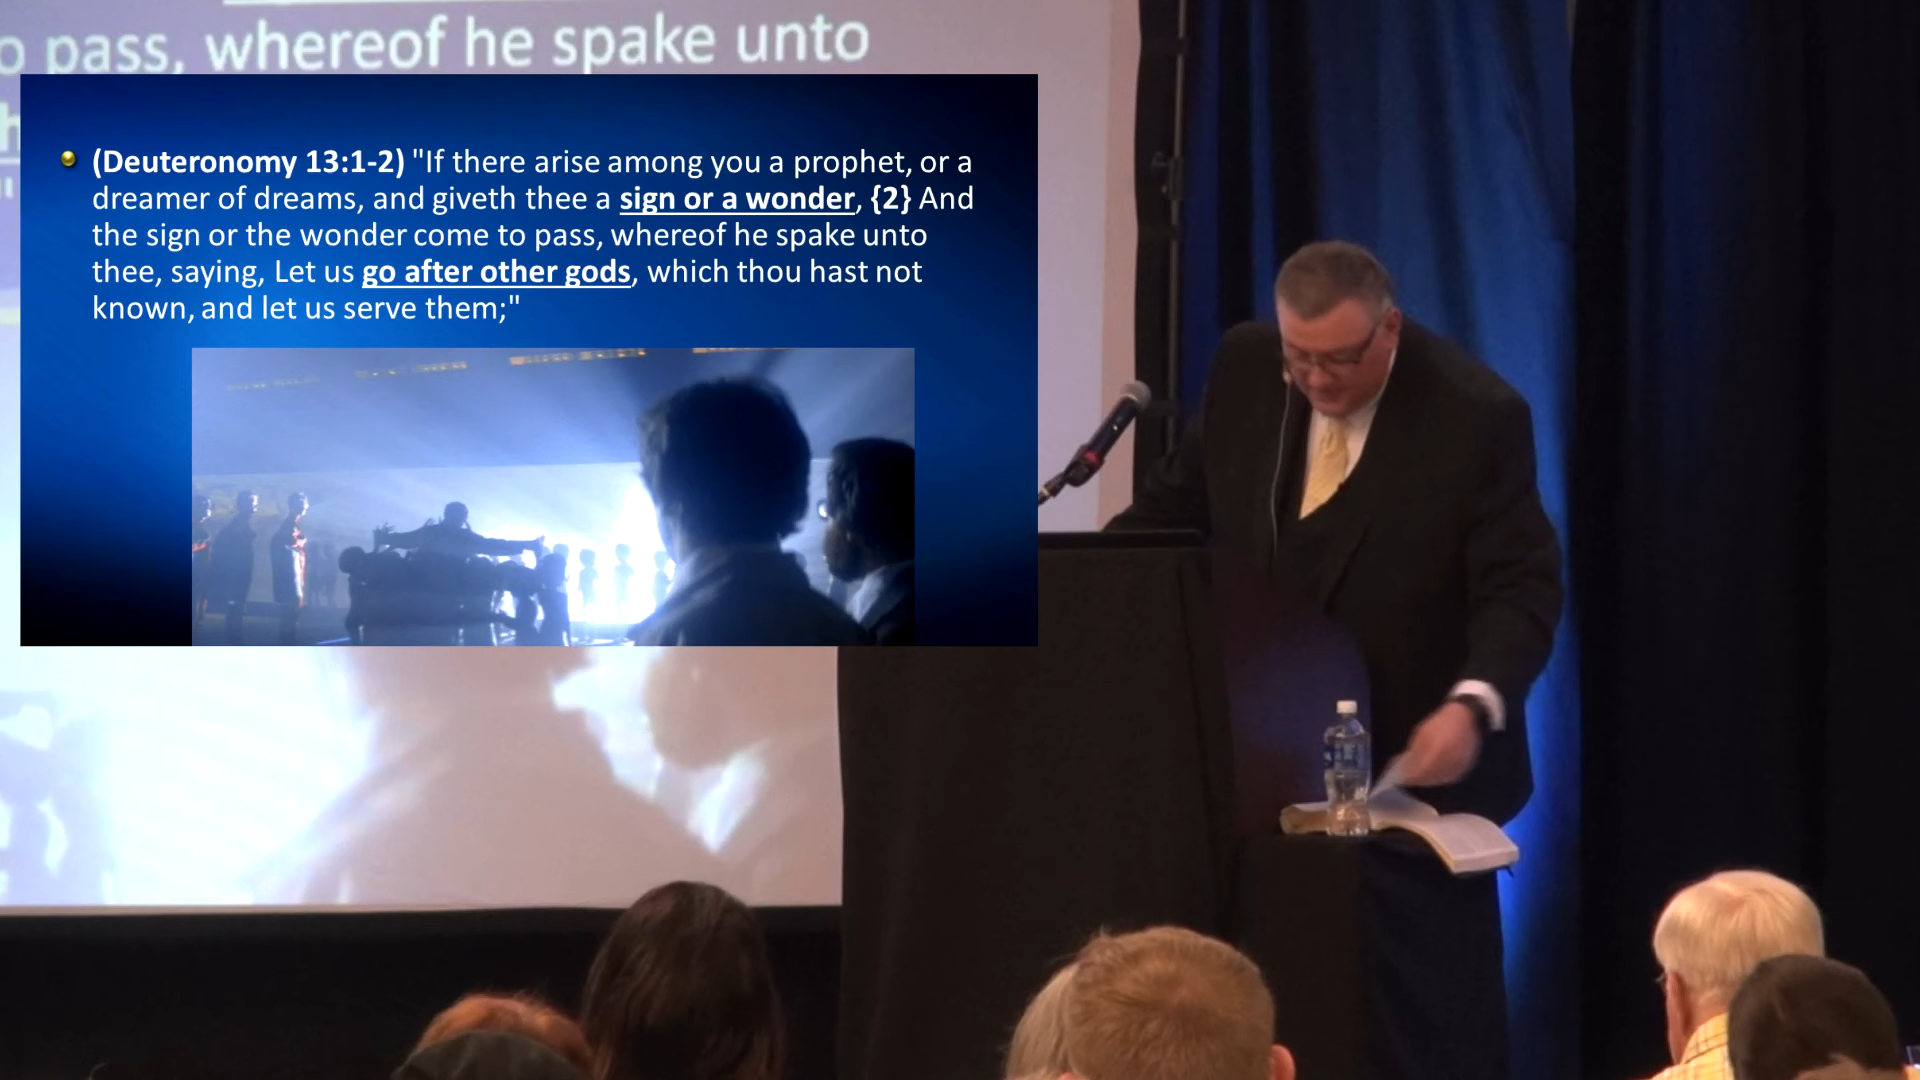 o pass, whereof he spake unto
(Deuteronomy 13:1-2) "If there arise among you a prophet, or a
dreamer of dreams, and giveth thee a sign or a wonder, {2} And
the sign or the wonder come to pass, whereof he spake unto
thee, saying, Let us go after other gods, which thou hast not
known, and let us serve them;"